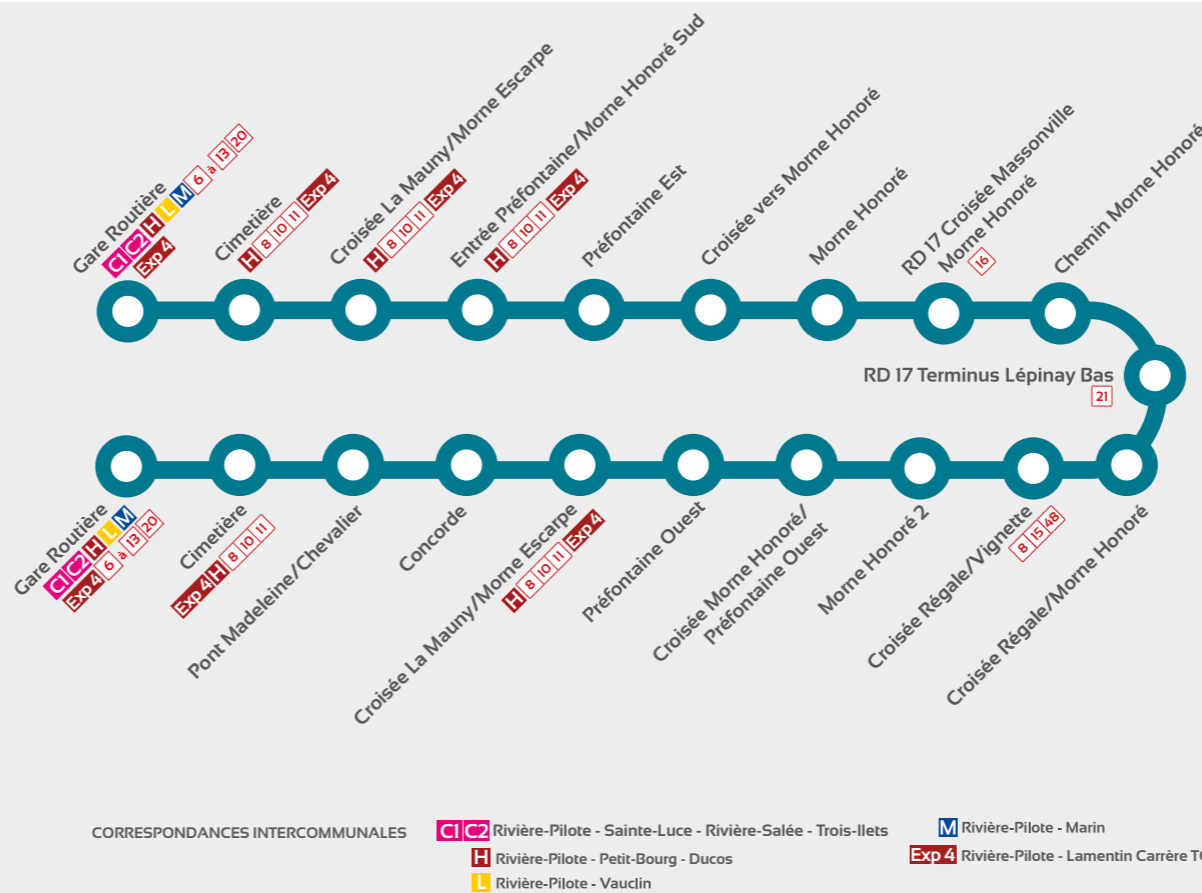 Gare Routière
C1 C2 H L M 6 à 13 20
Exp 4
Cimetière
H 8 10 11 Exp 4
Croisée La Mauny/Morne Escarpe
H 8 10 11 Exp 4
Entrée Préfontaine/Morne Honoré Sud
H 8 10 11 Exp 4
Préfontaine Est
Croisée vers Morne Honoré
Morne Honoré
RD 17 Croisée Massonville
Morne Honoré
16
Chemin Morne Honoré
RD 17 Terminus Lépinay Bas
21
Gare Routière
C1 C2 H L M
Exp 4 6 à 13 20
Cimetière
Exp 4 H 8 10 11
Pont Madeleine/Chevalier
Concorde
Croisée La Mauny/Morne Escarpe
H 8 10 11 Exp 4
Préfontaine Ouest
Croisée Morne Honoré/
Préfontaine Ouest
Morne Honoré 2
Croisée Régale/Vignette
8 15 48
Croisée Régale/Morne Honoré
CORRESPONDANCES INTERCOMMUNALES
C1 C2 Rivière-Pilote - Sainte-Luce - Rivière-Salée - Trois-Ilets
H Rivière-Pilote - Petit-Bourg - Ducos
L Rivière-Pilote - Vauclin
M Rivière-Pilote - Marin
Exp 4 Rivière-Pilote - Lamentin Carrère